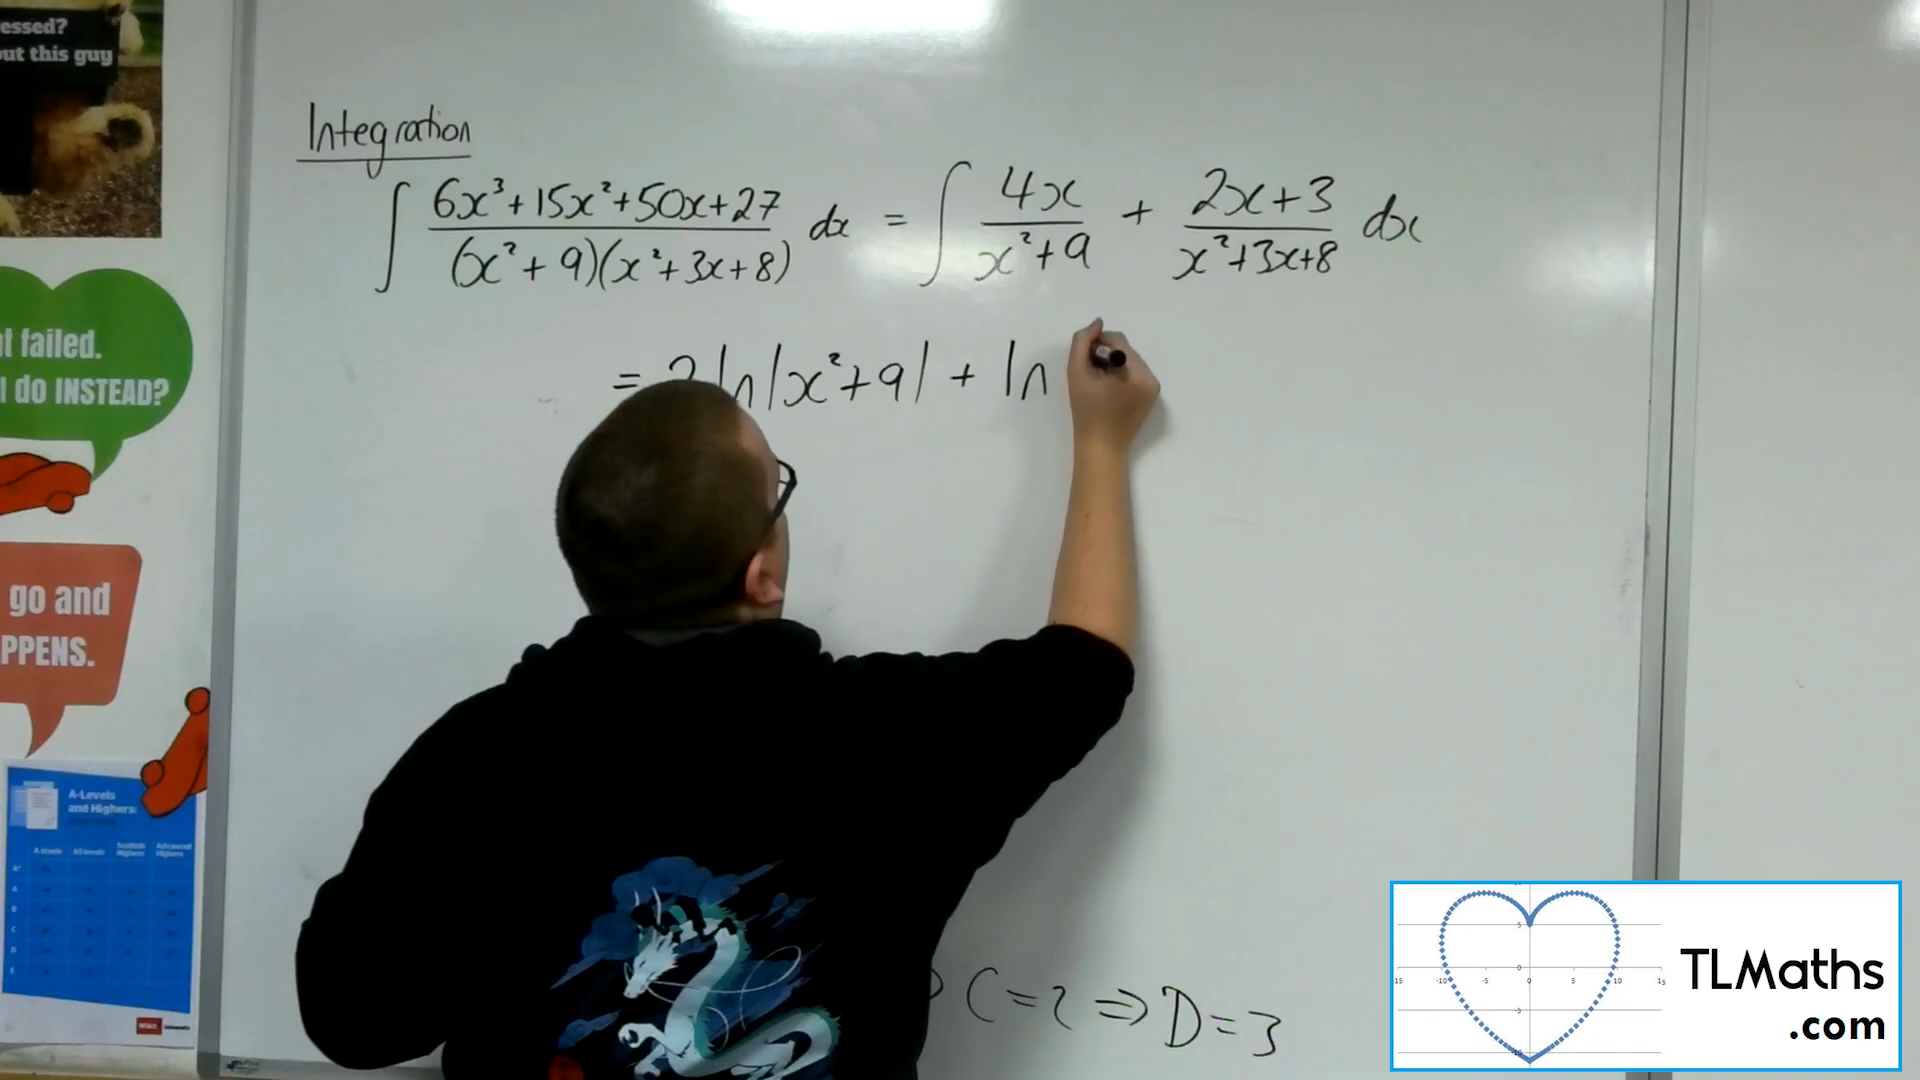 essed?
out this guy
Integration
∫ 6x³+15x²+50x+27 / (x²+9)(x²+3x+8) dx = ∫ 4x / x²+9 + 2x+3 / x²+3x+8 dx
= 2 ln|x²+9| + ln
t failed.
I do INSTEAD?
go and
PPENS.
A-Levels
and Highers:
C=2 ⇒ D=3
TLMaths
.com